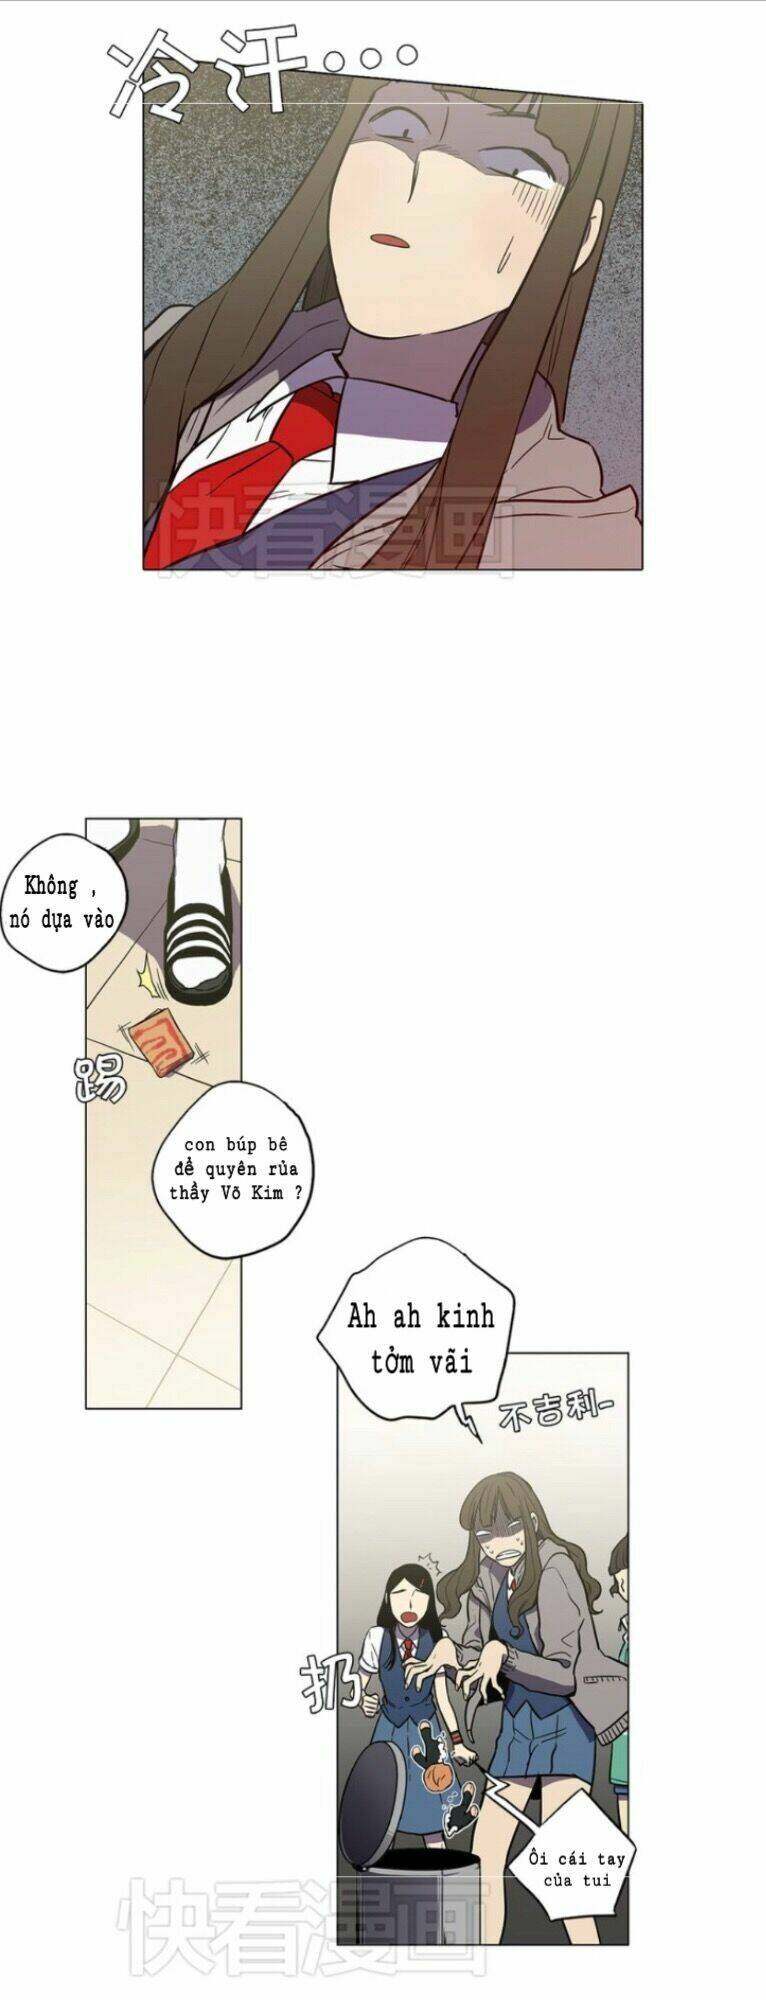 冷汗...
快看漫画
Không ,
nó dựa vào
踢
con búp bê
để quyên rủa
thầy Võ Kim ?
Ah ah kinh
tởm vãi
不吉利-
扔
Ôi cái tay
của tui
快看漫画